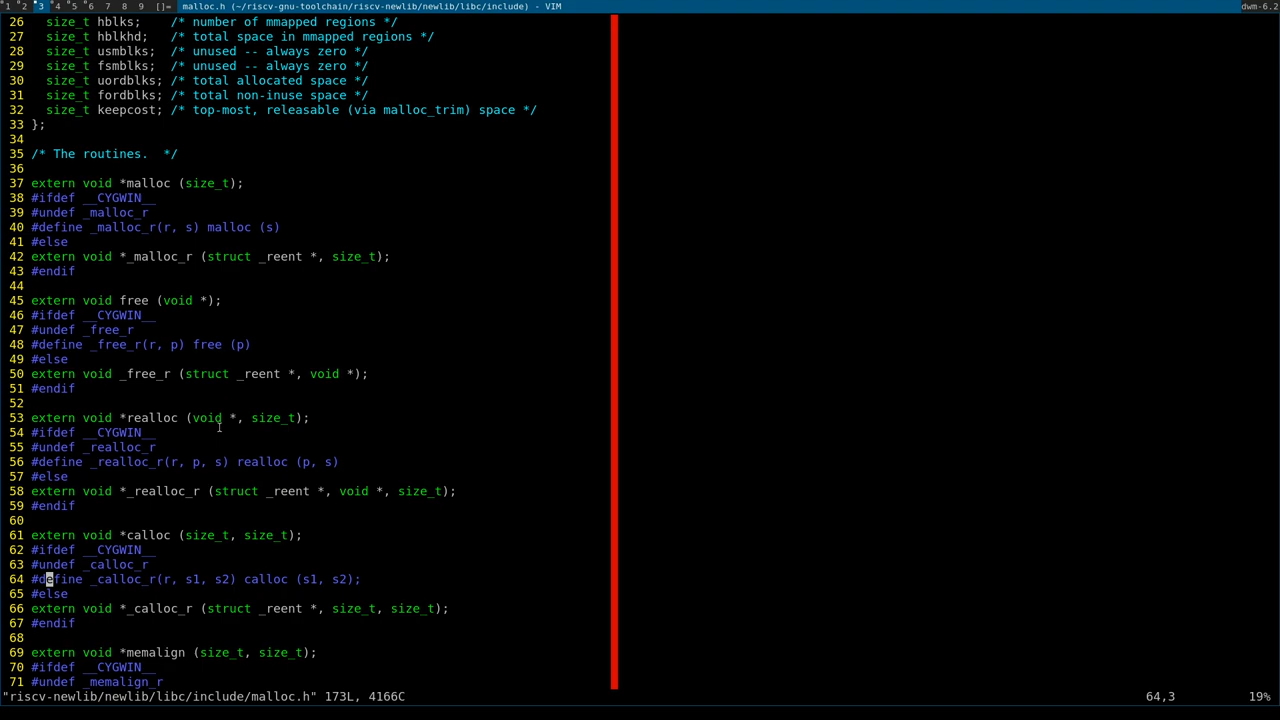 1 2 3 4 5 6 7 8 9 []= malloc.h (~/riscv-gnu-toolchain/riscv-newlib/newlib/libc/include) - VIM dwm-6.2
26   size_t hblks;    /* number of mmapped regions */
27   size_t hblkhd;   /* total space in mmapped regions */
28   size_t usmblks;  /* unused -- always zero */
29   size_t fsmblks;  /* unused -- always zero */
30   size_t uordblks; /* total allocated space */
31   size_t fordblks; /* total non-inuse space */
32   size_t keepcost; /* top-most, releasable (via malloc_trim) space */
33 };
34
35 /* The routines.  */
36
37 extern void *malloc (size_t);
38 #ifdef __CYGWIN__
39 #undef _malloc_r
40 #define _malloc_r(r, s) malloc (s)
41 #else
42 extern void *_malloc_r (struct _reent *, size_t);
43 #endif
44
45 extern void free (void *);
46 #ifdef __CYGWIN__
47 #undef _free_r
48 #define _free_r(r, p) free (p)
49 #else
50 extern void _free_r (struct _reent *, void *);
51 #endif
52
53 extern void *realloc (void *, size_t);
54 #ifdef __CYGWIN__
55 #undef _realloc_r
56 #define _realloc_r(r, p, s) realloc (p, s)
57 #else
58 extern void *_realloc_r (struct _reent *, void *, size_t);
59 #endif
60
61 extern void *calloc (size_t, size_t);
62 #ifdef __CYGWIN__
63 #undef _calloc_r
64 #define _calloc_r(r, s1, s2) calloc (s1, s2);
65 #else
66 extern void *_calloc_r (struct _reent *, size_t, size_t);
67 #endif
68
69 extern void *memalign (size_t, size_t);
70 #ifdef __CYGWIN__
71 #undef _memalign_r
"riscv-newlib/newlib/libc/include/malloc.h" 173L, 4166C 64,3 19%